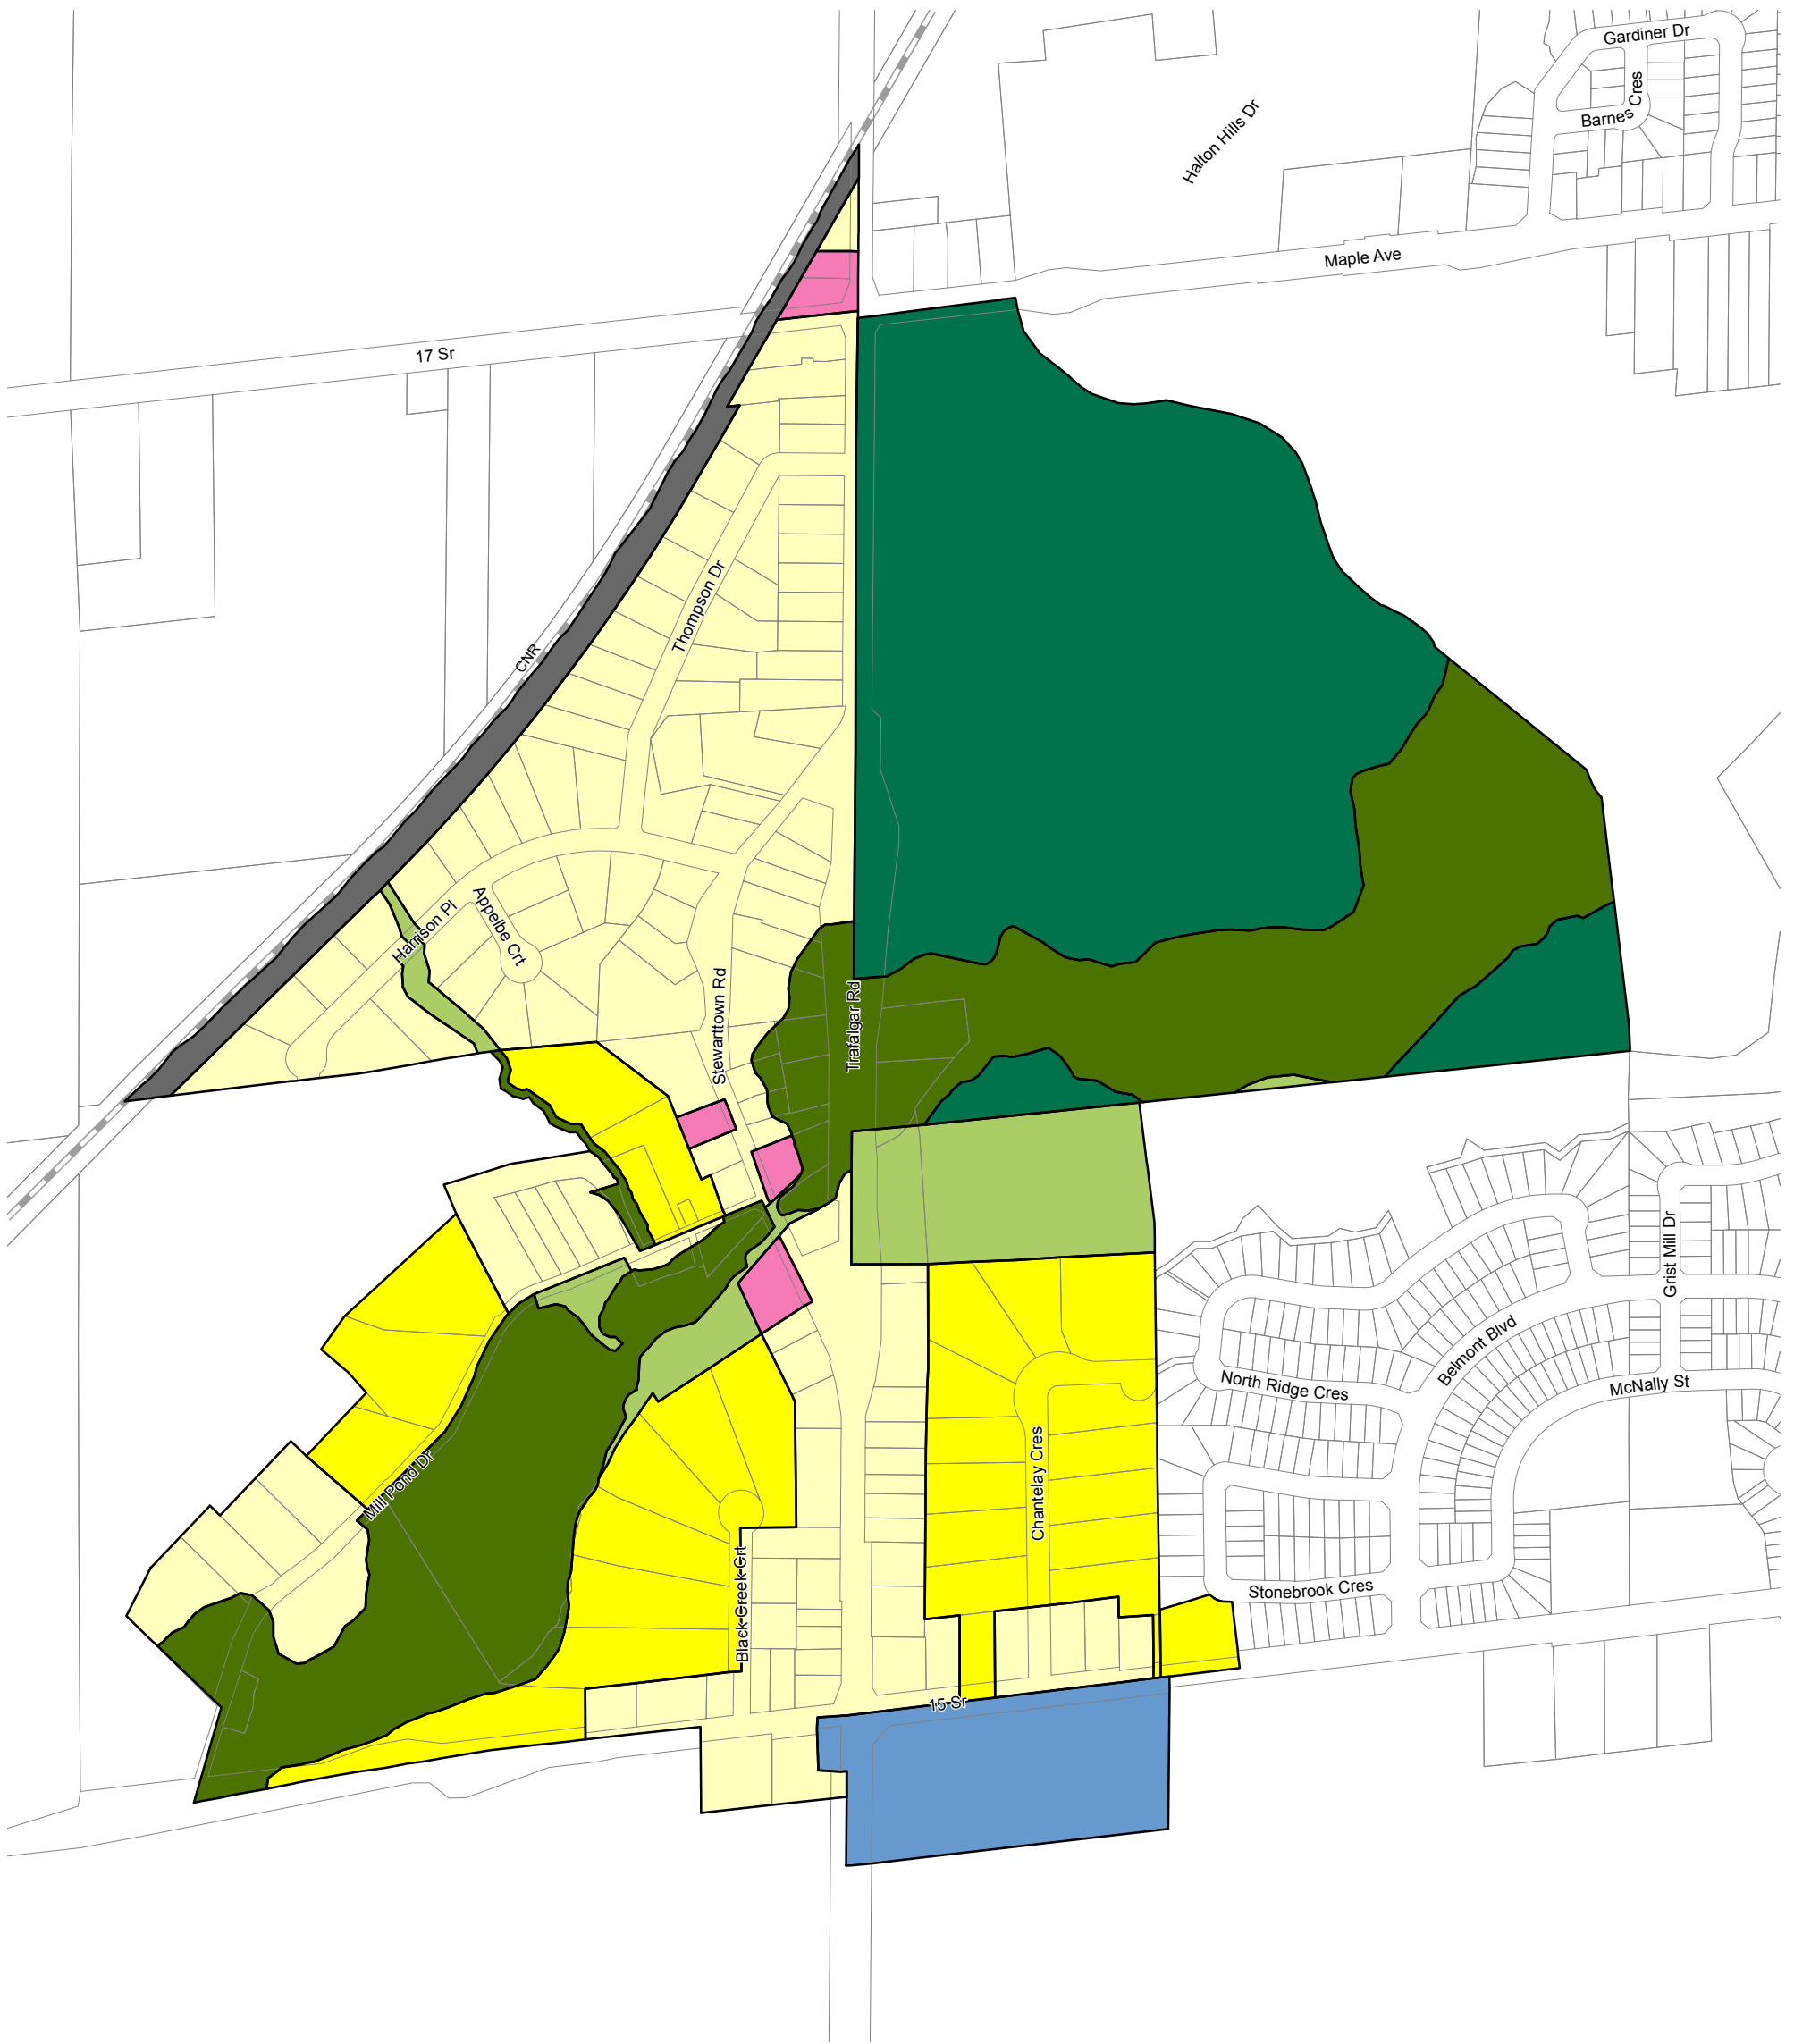 Gardiner Dr
Barnes Cres
Halton Hills Dr
Maple Ave
17 Sr
Thompson Dr
CNR
Appelbe Crt
Harrison Pl
Stewarttown Rd
Trafalgar Rd
Grist Mill Dr
Belmont Blvd
North Ridge Cres
McNally St
Chantelay Cres
Mill Pond Dr
Black Creek Crt
Stonebrook Cres
15 Sr